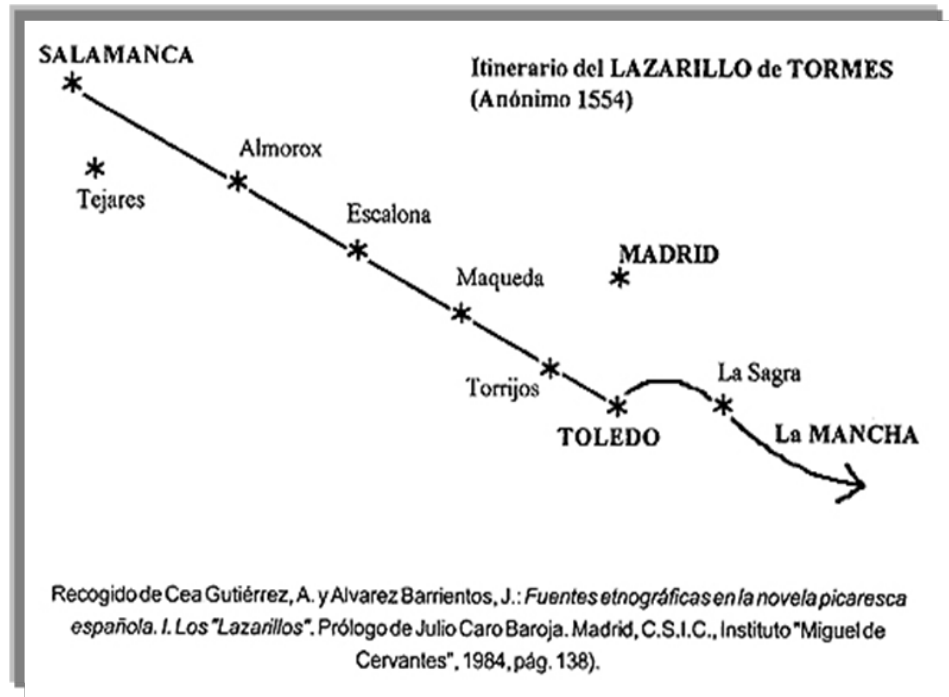 SALAMANCA
Itinerario del LAZARILLO de TORMES
(Anónimo 1554)
Almorox
Tejares
Escalona
MADRID
Maqueda
La Sagra
Torrijos
TOLEDO
La MANCHA
Recogido de Cea Gutiérrez, A. y Alvarez Barrientos, J.: Fuentes etnográficas en la novela picaresca
española. I. Los "Lazarillos". Prólogo de Julio Caro Baroja. Madrid, C.S.I.C., Instituto "Miguel de
Cervantes", 1984, pág. 138).